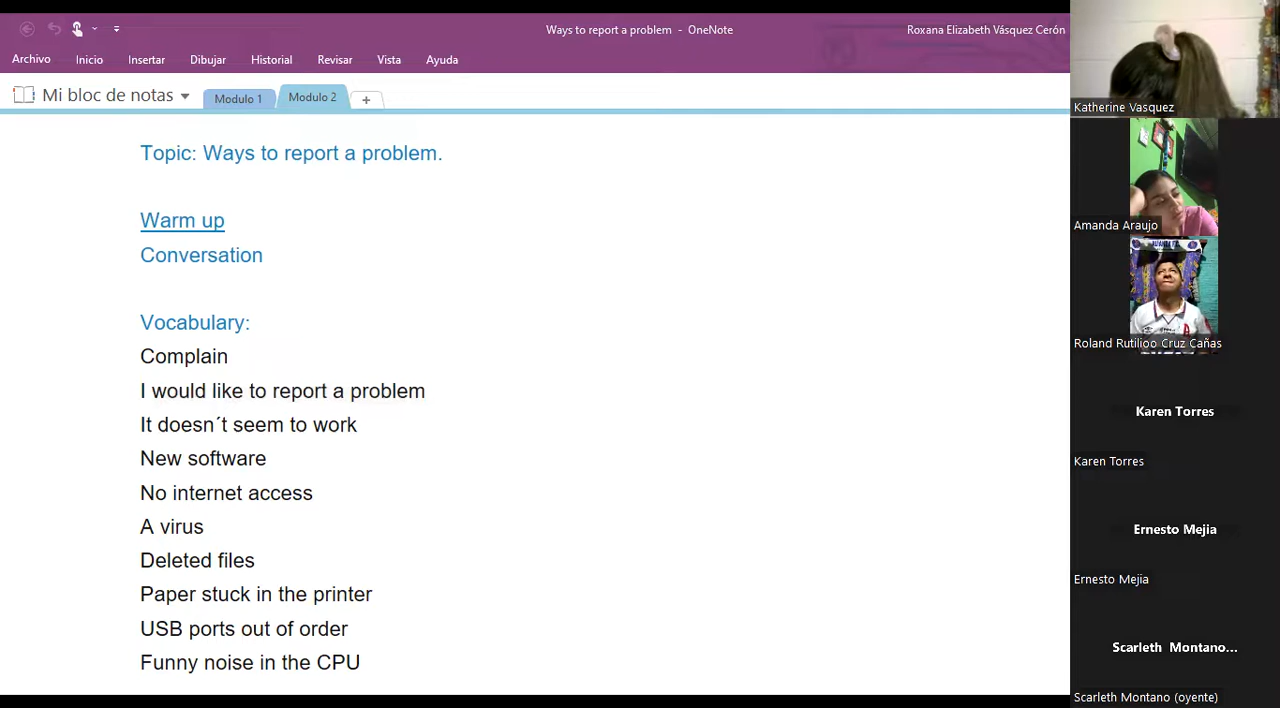 Ways to report a problem - OneNote
Roxana Elizabeth Vásquez Cerón
Archivo Inicio Insertar Dibujar Historial Revisar Vista Ayuda
Mi bloc de notas Modulo 1 Modulo 2 +
Topic: Ways to report a problem.
Warm up
Conversation
Vocabulary:
Complain
I would like to report a problem
It doesn´t seem to work
New software
No internet access
A virus
Deleted files
Paper stuck in the printer
USB ports out of order
Funny noise in the CPU
Katherine Vasquez
Amanda Araujo
Roland Rutilioo Cruz Cañas
Karen Torres
Karen Torres
Ernesto Mejia
Ernesto Mejia
Scarleth Montano...
Scarleth Montano (oyente)